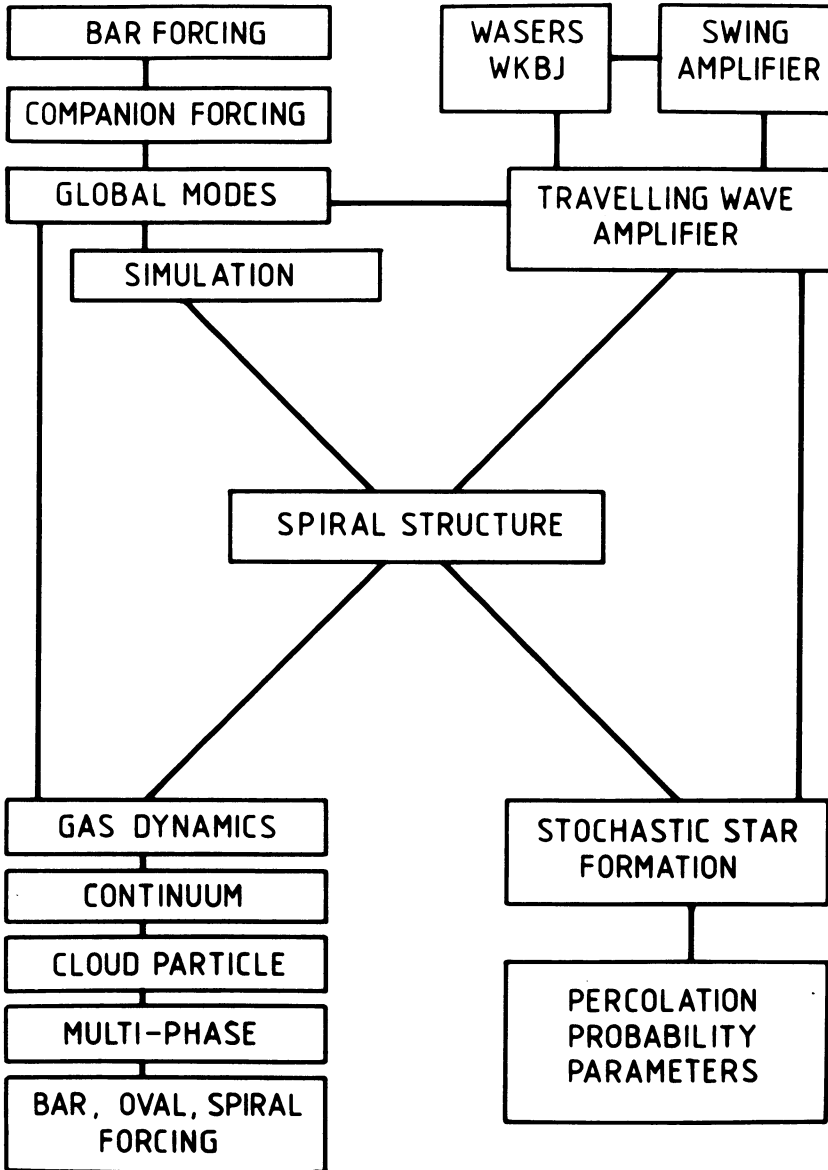 BAR FORCING
COMPANION FORCING
GLOBAL MODES
SIMULATION
WASERS
WKBJ
SWING
AMPLIFIER
TRAVELLING WAVE
AMPLIFIER
SPIRAL STRUCTURE
GAS DYNAMICS
CONTINUUM
CLOUD PARTICLE
MULTI-PHASE
BAR, OVAL, SPIRAL
FORCING
STOCHASTIC STAR
FORMATION
PERCOLATION
PROBABILITY
PARAMETERS